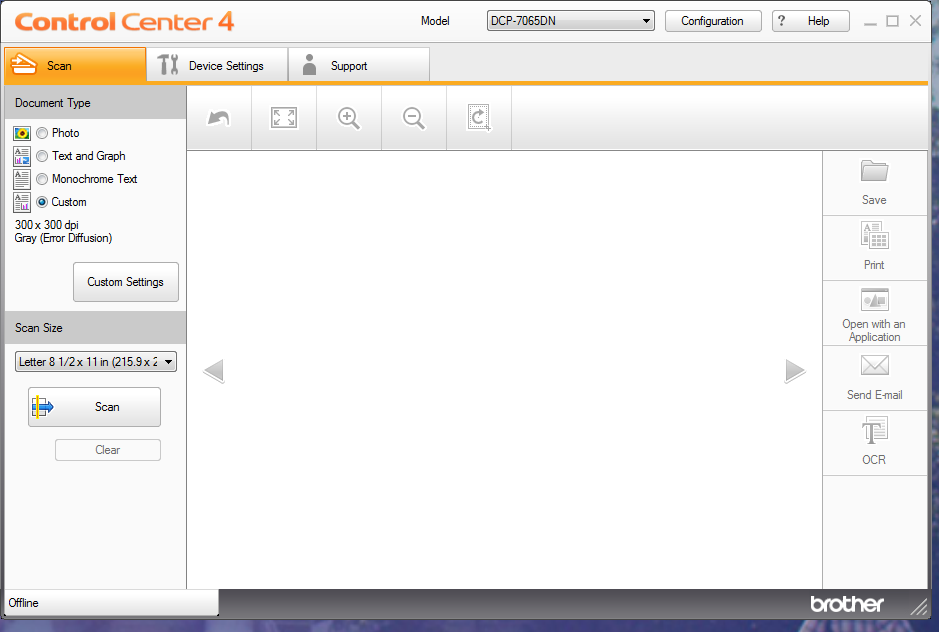 Control Center 4
Model
DCP-7065DN
Configuration
? Help
Scan
Device Settings
Support
Document Type
Photo
Text and Graph
Monochrome Text
Custom
300 x 300 dpi
Gray (Error Diffusion)
Custom Settings
Scan Size
Letter 8 1/2 x 11 in (215.9 x 2
Scan
Clear
Save
Print
Open with an
Application
Send E-mail
OCR
Offline
brother